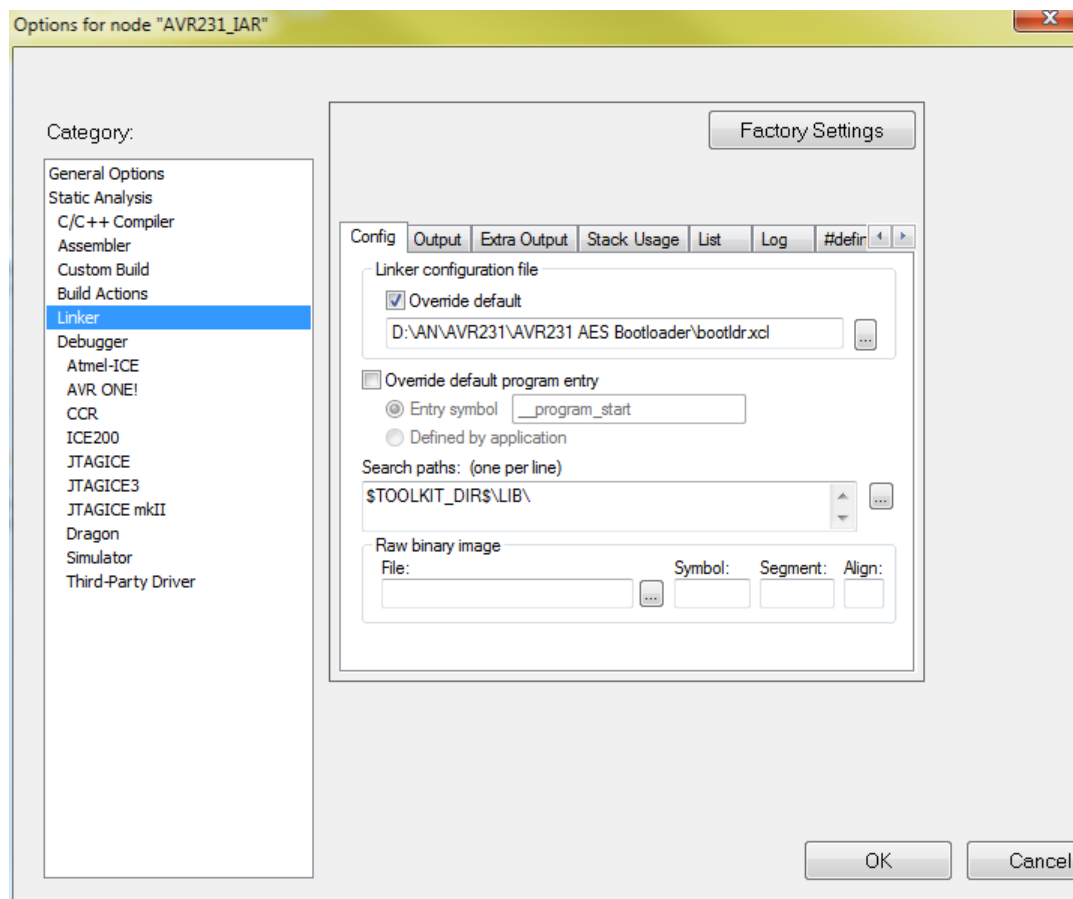 Options for node "AVR231_IAR"
X
Category:
General Options
Static Analysis
C/C++ Compiler
Assembler
Custom Build
Build Actions
Linker
Debugger
Atmel-ICE
AVR ONE!
CCR
ICE200
JTAGICE
JTAGICE3
JTAGICE mkII
Dragon
Simulator
Third-Party Driver
Factory Settings
Config Output Extra Output Stack Usage List Log #defin
Linker configuration file
Override default
D:\AN\AVR231\AVR231 AES Bootloader\bootldr.xcl ...
Override default program entry
Entry symbol __program_start
Defined by application
Search paths: (one per line)
$TOOLKIT_DIR$\LIB\ ...
Raw binary image
File: Symbol: Segment: Align:
...
OK Cancel